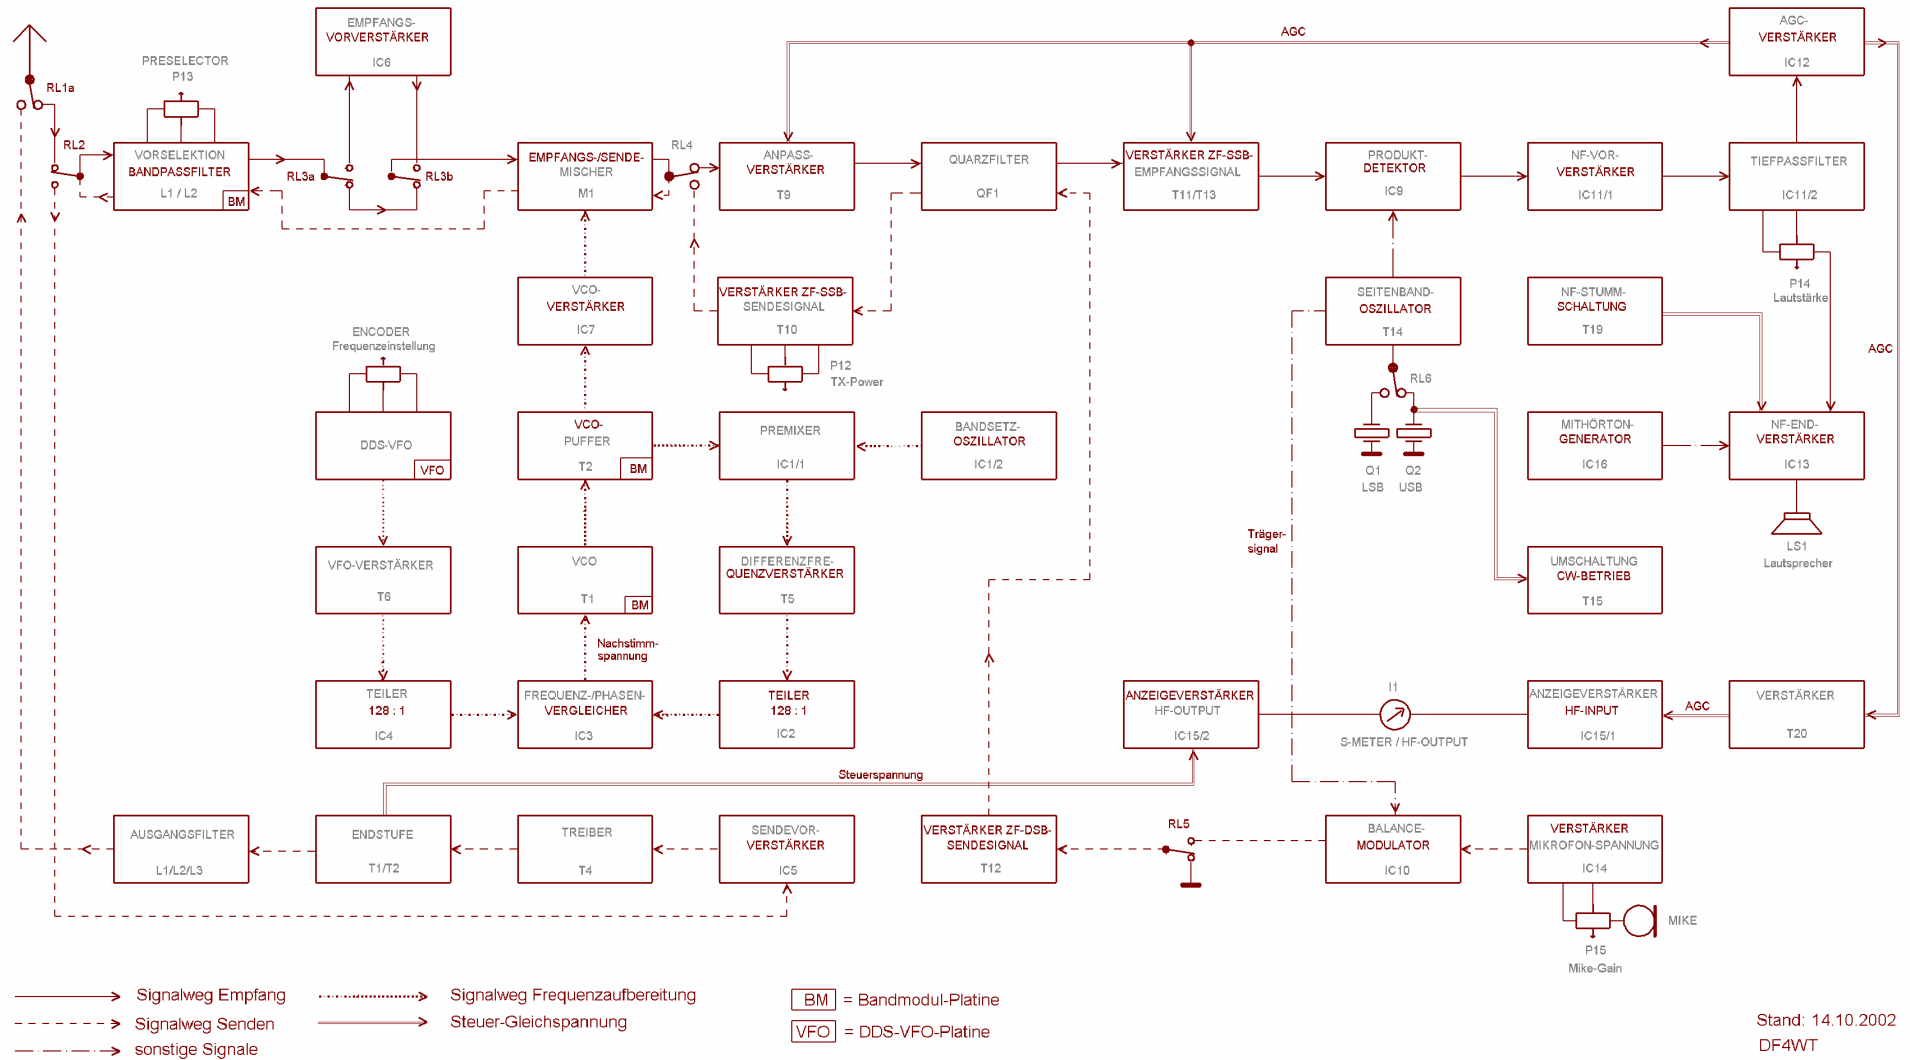 EMPFANGS-
VORVERSTÄRKER
IC6
AGC
AGC-
VERSTÄRKER
IC12
PRESELECTOR
P13
RL1a
RL2
VORSELEKTION
BANDPASSFILTER
L1 / L2
BM
RL3a
RL3b
EMPFANGS-/SENDE-
MISCHER
M1
RL4
ANPASS-
VERSTÄRKER
T9
QUARZFILTER
QF1
VERSTÄRKER ZF-SSB-
EMPFANGSSIGNAL
T11/T13
PRODUKT-
DETEKTOR
IC9
NF-VOR-
VERSTÄRKER
IC11/1
TIEFPASSFILTER
IC11/2
P14
Lautstärke
VCO-
VERSTÄRKER
IC7
VERSTÄRKER ZF-SSB-
SENDESIGNAL
T10
P12
TX-Power
SEITENBAND-
OSZILLATOR
T14
NF-STUMM-
SCHALTUNG
T19
AGC
ENCODER
Frequenzeinstellung
RL6
DDS-VFO
VFO
VCO-
PUFFER
T2
BM
PREMIXER
IC1/1
BANDSETZ-
OSZILLATOR
IC1/2
Q1
LSB
Q2
USB
MITHÖRTON-
GENERATOR
IC16
NF-END-
VERSTÄRKER
IC13
LS1
Lautsprecher
Träger-
signal
VFO-VERSTÄRKER
T6
VCO
T1
BM
DIFFERENZFRE-
QUENZVERSTÄRKER
T5
UMSCHALTUNG
CW-BETRIEB
T15
Nachstimm-
spannung
TEILER
128 : 1
IC4
FREQUENZ-/PHASEN-
VERGLEICHER
IC3
TEILER
128 : 1
IC2
ANZEIGEVERSTÄRKER
HF-OUTPUT
IC15/2
I1
S-METER / HF-OUTPUT
ANZEIGEVERSTÄRKER
HF-INPUT
IC15/1
AGC
VERSTÄRKER
T20
Steuerspannung
AUSGANGSFILTER
L1/L2/L3
ENDSTUFE
T1/T2
TREIBER
T4
SENDEVOR-
VERSTÄRKER
IC5
VERSTÄRKER ZF-DSB-
SENDESIGNAL
T12
RL5
BALANCE-
MODULATOR
IC10
VERSTÄRKER
MIKROFON-SPANNUNG
IC14
MIKE
P15
Mike-Gain
Signalweg Empfang
Signalweg Senden
sonstige Signale
Signalweg Frequenzaufbereitung
Steuer-Gleichspannung
BM = Bandmodul-Platine
VFO = DDS-VFO-Platine
Stand: 14.10.2002
DF4WT